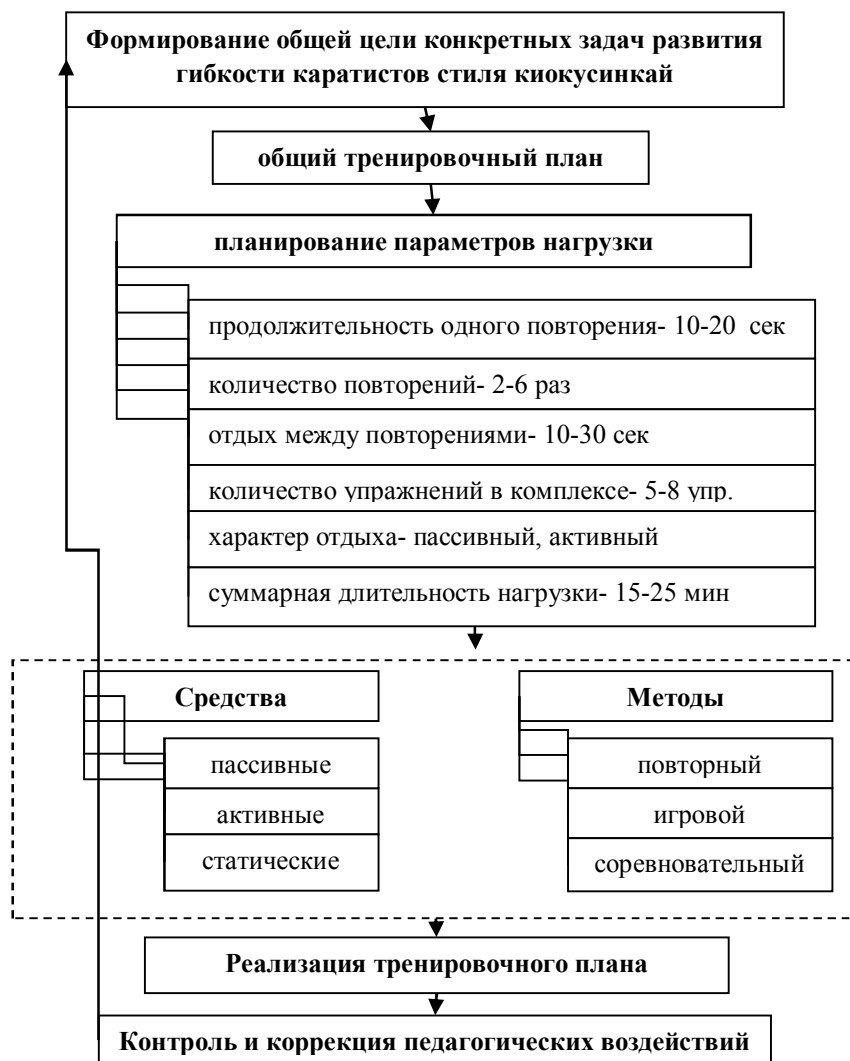 Формирование общей цели конкретных задач развития
гибкости каратистов стиля киокусинкай
общий тренировочный план
планирование параметров нагрузки
продолжительность одного повторения- 10-20 сек
количество повторений- 2-6 раз
отдых между повторениями- 10-30 сек
количество упражнений в комплексе- 5-8 упр.
характер отдыха- пассивный, активный
суммарная длительность нагрузки- 15-25 мин
Средства
Методы
пассивные
активные
статические
повторный
игровой
соревновательный
Реализация тренировочного плана
Контроль и коррекция педагогических воздействий